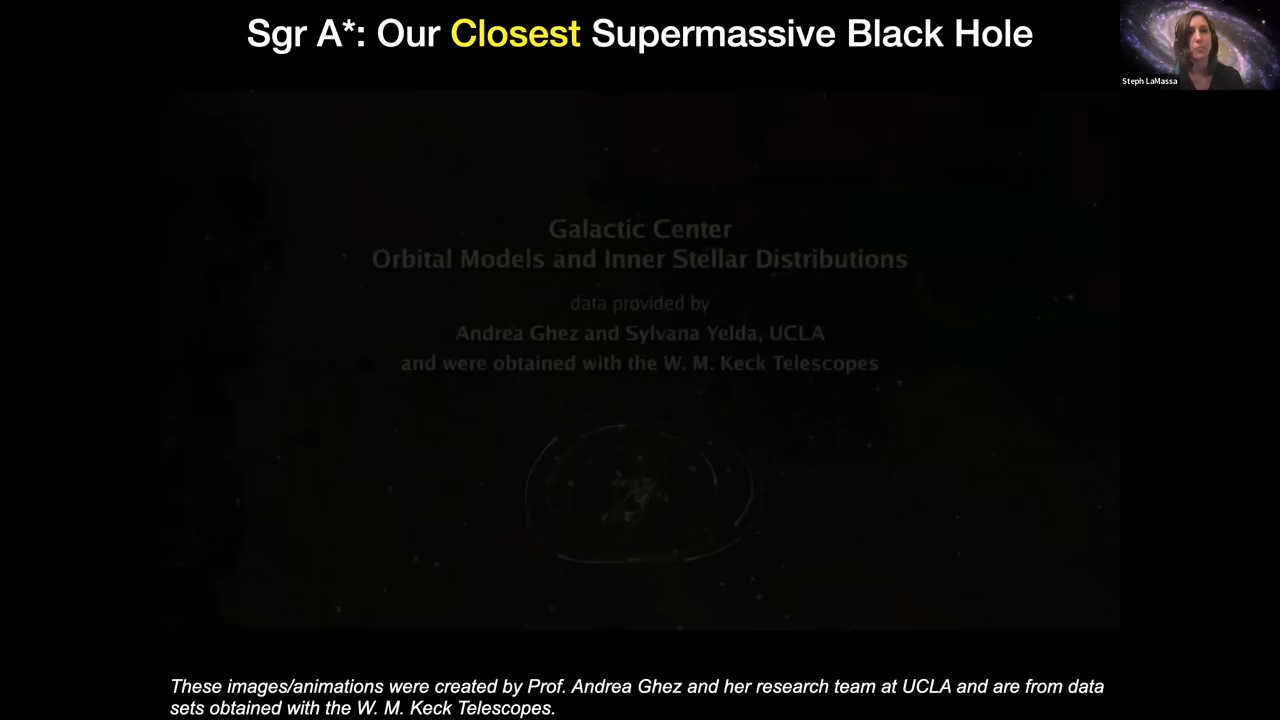 Sgr A*: Our Closest Supermassive Black Hole
Steph LaMassa
Galactic Center
Orbital Models and Inner Stellar Distributions
data provided by
Andrea Ghez and Sylvana Yelda, UCLA
and were obtained with the W. M. Keck Telescopes
These images/animations were created by Prof. Andrea Ghez and her research team at UCLA and are from data
sets obtained with the W. M. Keck Telescopes.